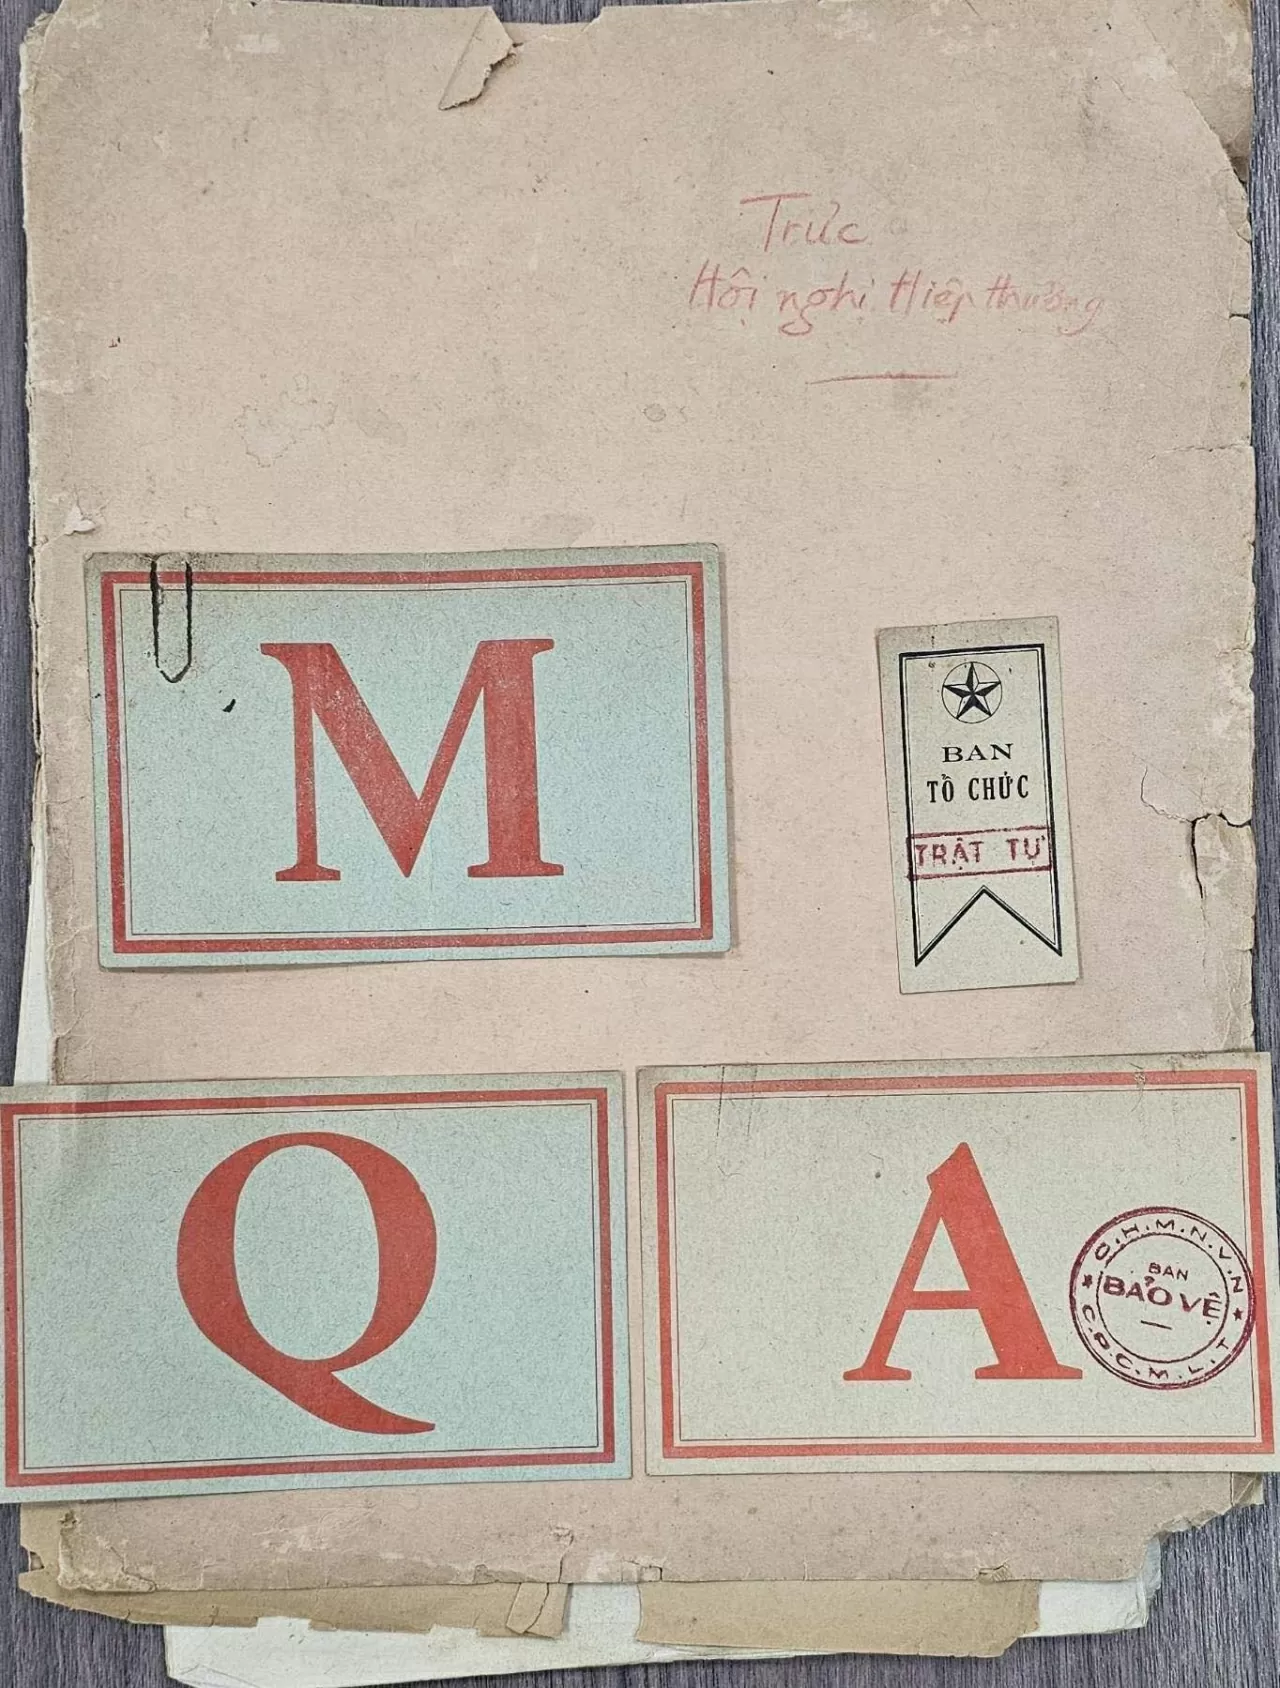 Trực
Hội nghị Hiệp thương
M
BAN
TỔ CHỨC
TRẬT TỰ
Q
A
C.H.M.N.V.N
BAN
BẢO VỆ
C.P.C.M.L.T